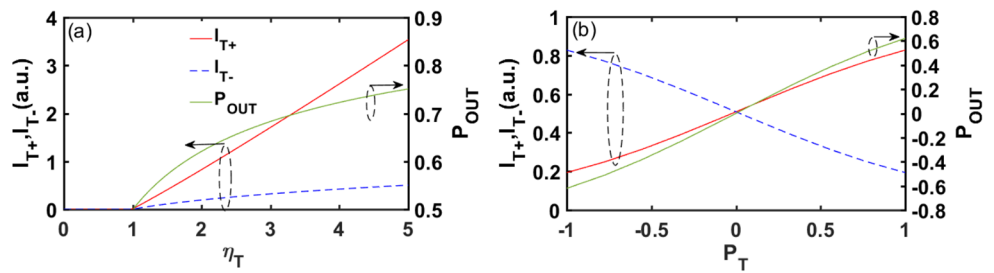 (a)
I_T+
I_T-
P_OUT
I_T+,I_T-(a.u.)
4
3
2
1
0
0 1 2 3 4 5
η_T
0.9
0.8
0.7
0.6
0.5
P_OUT
(b)
I_T+,I_T-(a.u.)
1
0.8
0.6
0.4
0.2
0
-1 -0.5 0 0.5 1
P_T
0.8
0.6
0.4
0.2
0
-0.2
-0.4
-0.6
-0.8
P_OUT